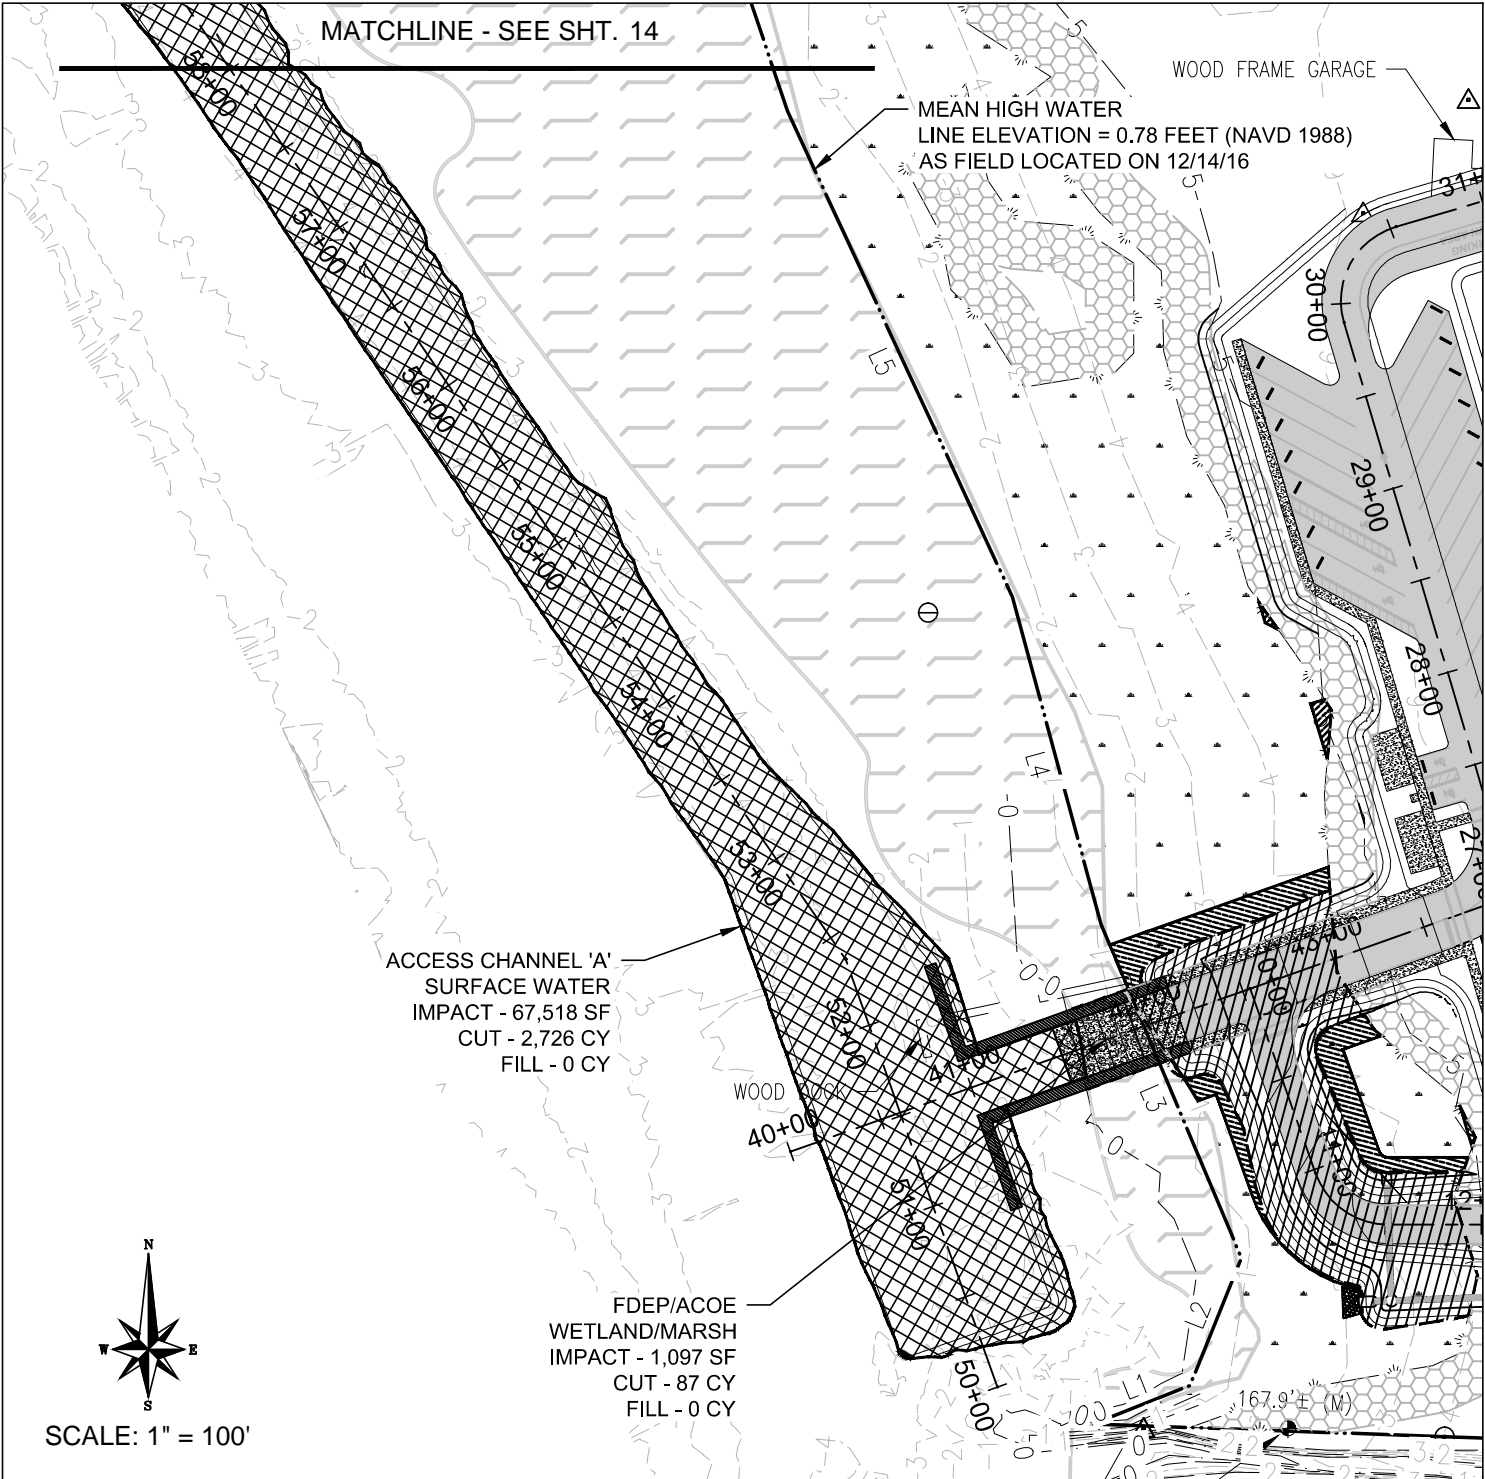 MATCHLINE - SEE SHT. 14
WOOD FRAME GARAGE
MEAN HIGH WATER
LINE ELEVATION = 0.78 FEET (NAVD 1988)
AS FIELD LOCATED ON 12/14/16
58+00
57+00
56+00
55+00
54+00
53+00
52+00
51+00
50+00
31+
30+00
29+00
28+00
27+00
L5
L4
L3
L2
L1
ACCESS CHANNEL 'A'
SURFACE WATER
IMPACT - 67,518 SF
CUT - 2,726 CY
FILL - 0 CY
WOOD DOCK
40+00
41+00
FDEP/ACOE
WETLAND/MARSH
IMPACT - 1,097 SF
CUT - 87 CY
FILL - 0 CY
167.9'± (M)
N
W
E
S
SCALE: 1" = 100'